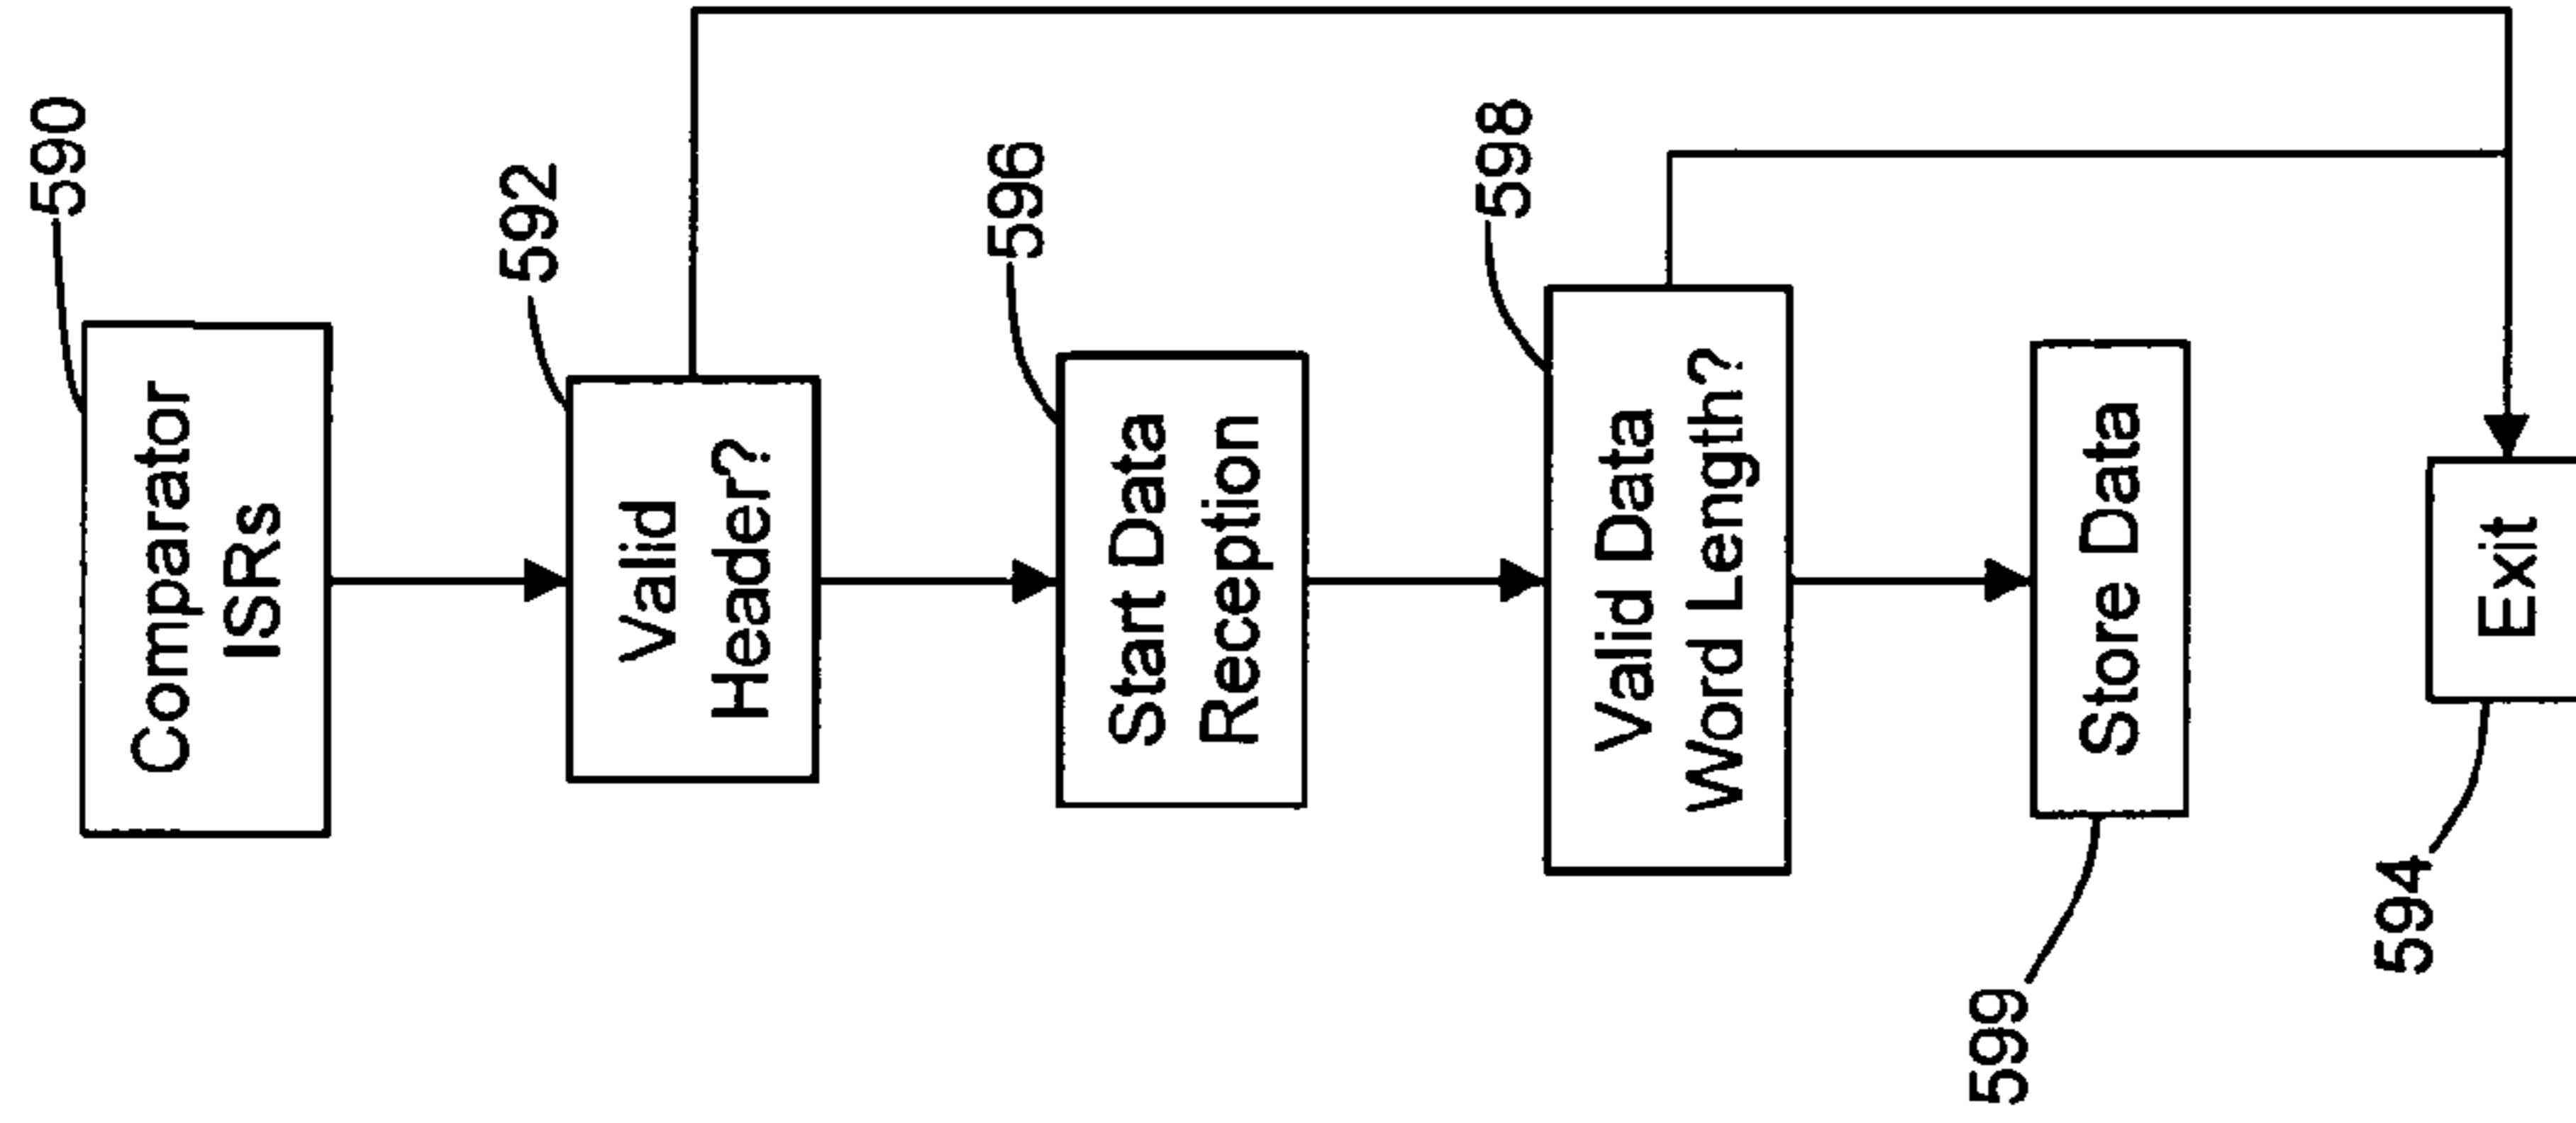 590
Comparator
ISRs
592
Valid
Header?
596
Start Data
Reception
598
Valid Data
Word Length?
599
Store Data
594
Exit